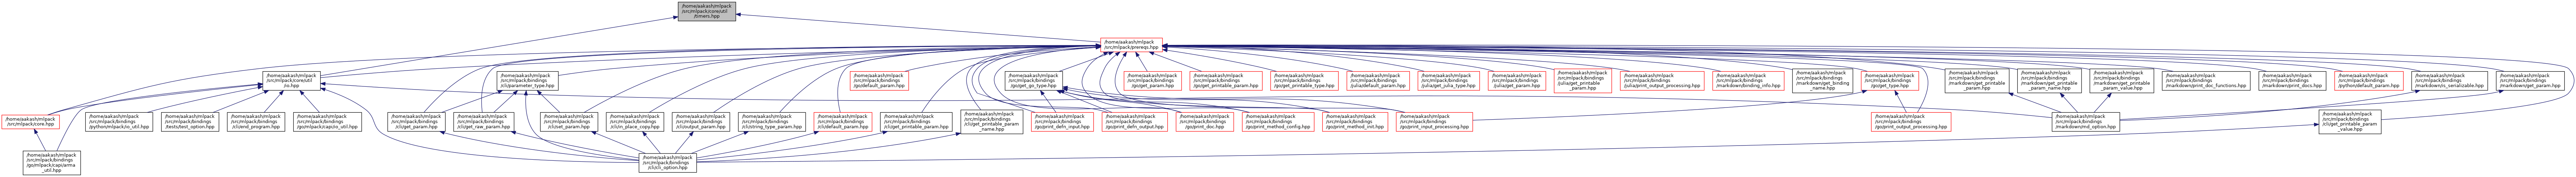 /home/aakash/mlpack
/src/mlpack/core/util
/timers.hpp
/home/aakash/mlpack
/src/mlpack/prereqs.hpp
/home/aakash/mlpack
/src/mlpack/core/util
/io.hpp
/home/aakash/mlpack
/src/mlpack/bindings
/cli/parameter_type.hpp
/home/aakash/mlpack
/src/mlpack/bindings
/go/default_param.hpp
/home/aakash/mlpack
/src/mlpack/bindings
/go/get_go_type.hpp
/home/aakash/mlpack
/src/mlpack/bindings
/go/get_param.hpp
/home/aakash/mlpack
/src/mlpack/bindings
/go/get_printable_param.hpp
/home/aakash/mlpack
/src/mlpack/bindings
/go/get_printable_type.hpp
/home/aakash/mlpack
/src/mlpack/bindings
/julia/default_param.hpp
/home/aakash/mlpack
/src/mlpack/bindings
/julia/get_julia_type.hpp
/home/aakash/mlpack
/src/mlpack/bindings
/julia/get_param.hpp
/home/aakash/mlpack
/src/mlpack/bindings
/julia/get_printable
_param.hpp
/home/aakash/mlpack
/src/mlpack/bindings
/julia/print_output_processing.hpp
/home/aakash/mlpack
/src/mlpack/bindings
/markdown/binding_info.hpp
/home/aakash/mlpack
/src/mlpack/bindings
/markdown/get_binding
_name.hpp
/home/aakash/mlpack
/src/mlpack/bindings
/go/get_type.hpp
/home/aakash/mlpack
/src/mlpack/bindings
/markdown/get_printable
_param.hpp
/home/aakash/mlpack
/src/mlpack/bindings
/markdown/get_printable
_param_name.hpp
/home/aakash/mlpack
/src/mlpack/bindings
/markdown/get_printable
_param_value.hpp
/home/aakash/mlpack
/src/mlpack/bindings
/markdown/print_doc_functions.hpp
/home/aakash/mlpack
/src/mlpack/bindings
/markdown/print_docs.hpp
/home/aakash/mlpack
/src/mlpack/bindings
/python/default_param.hpp
/home/aakash/mlpack
/src/mlpack/bindings
/markdown/is_serializable.hpp
/home/aakash/mlpack
/src/mlpack/bindings
/markdown/get_param.hpp
/home/aakash/mlpack
/src/mlpack/core.hpp
/home/aakash/mlpack
/src/mlpack/bindings
/python/mlpack/io_util.hpp
/home/aakash/mlpack
/src/mlpack/bindings
/tests/test_option.hpp
/home/aakash/mlpack
/src/mlpack/bindings
/cli/end_program.hpp
/home/aakash/mlpack
/src/mlpack/bindings
/go/mlpack/capi/io_util.hpp
/home/aakash/mlpack
/src/mlpack/bindings
/cli/get_param.hpp
/home/aakash/mlpack
/src/mlpack/bindings
/cli/get_raw_param.hpp
/home/aakash/mlpack
/src/mlpack/bindings
/cli/set_param.hpp
/home/aakash/mlpack
/src/mlpack/bindings
/cli/in_place_copy.hpp
/home/aakash/mlpack
/src/mlpack/bindings
/cli/output_param.hpp
/home/aakash/mlpack
/src/mlpack/bindings
/cli/string_type_param.hpp
/home/aakash/mlpack
/src/mlpack/bindings
/cli/default_param.hpp
/home/aakash/mlpack
/src/mlpack/bindings
/cli/get_printable_param.hpp
/home/aakash/mlpack
/src/mlpack/bindings
/cli/get_printable_param
_name.hpp
/home/aakash/mlpack
/src/mlpack/bindings
/go/print_defn_input.hpp
/home/aakash/mlpack
/src/mlpack/bindings
/go/print_defn_output.hpp
/home/aakash/mlpack
/src/mlpack/bindings
/go/print_doc.hpp
/home/aakash/mlpack
/src/mlpack/bindings
/go/print_method_config.hpp
/home/aakash/mlpack
/src/mlpack/bindings
/go/print_method_init.hpp
/home/aakash/mlpack
/src/mlpack/bindings
/go/print_input_processing.hpp
/home/aakash/mlpack
/src/mlpack/bindings
/go/print_output_processing.hpp
/home/aakash/mlpack
/src/mlpack/bindings
/markdown/md_option.hpp
/home/aakash/mlpack
/src/mlpack/bindings
/cli/get_printable_param
_value.hpp
/home/aakash/mlpack
/src/mlpack/bindings
/go/mlpack/capi/arma
_util.hpp
/home/aakash/mlpack
/src/mlpack/bindings
/cli/cli_option.hpp